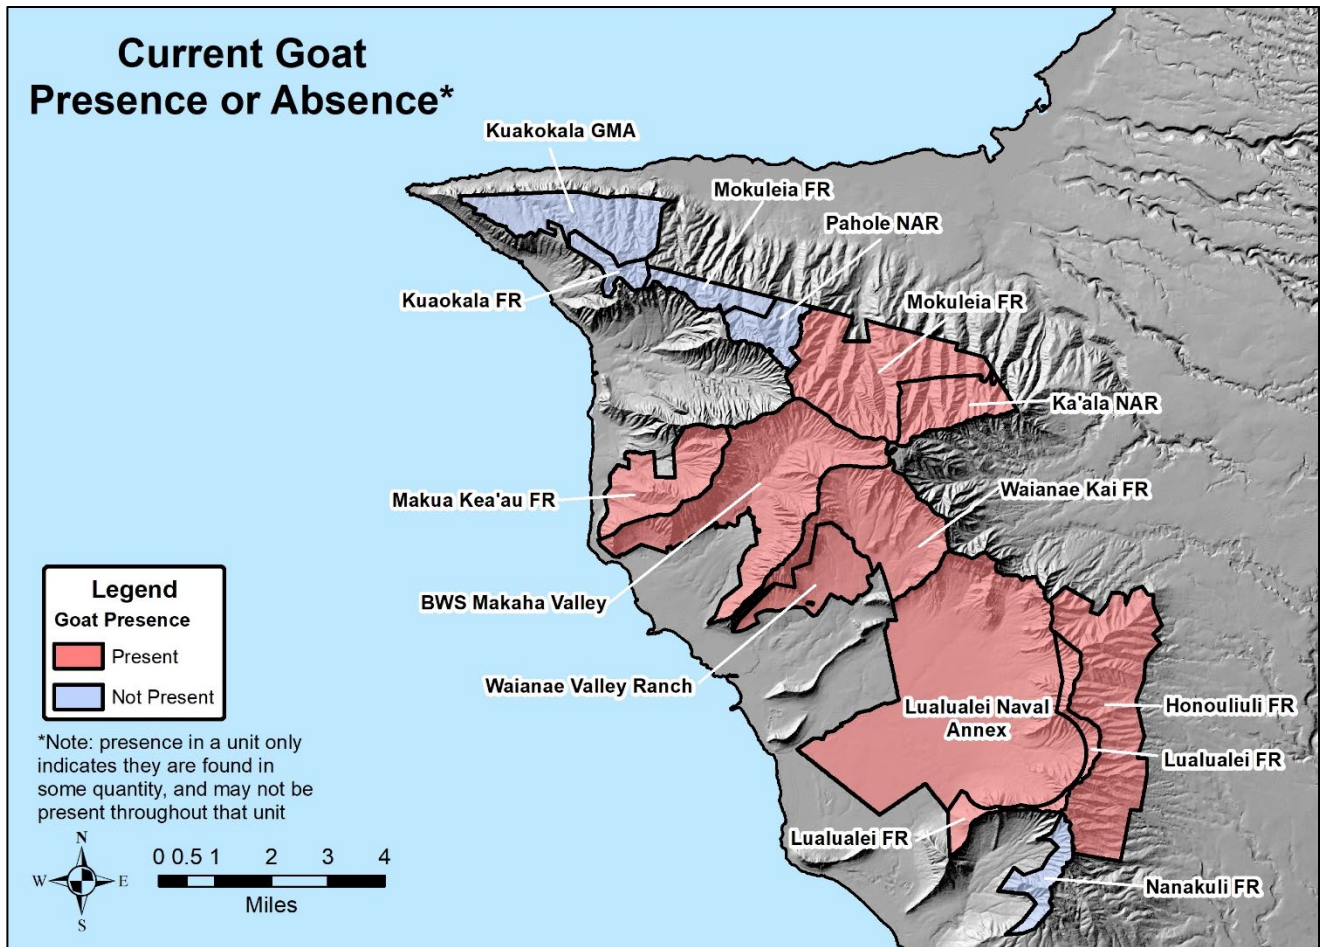 Current Goat
Presence or Absence*
Kuakokala GMA
Mokuleia FR
Pahole NAR
Kuaokala FR
Mokuleia FR
Ka'ala NAR
Makua Kea'au FR
Waianae Kai FR
BWS Makaha Valley
Waianae Valley Ranch
Lualualei Naval
Annex
Honouliuli FR
Lualualei FR
Lualualei FR
Nanakuli FR
Legend
Goat Presence
Present
Not Present
*Note: presence in a unit only
indicates they are found in
some quantity, and may not be
present throughout that unit
N
W E
S
0 0.5 1 2 3 4
Miles